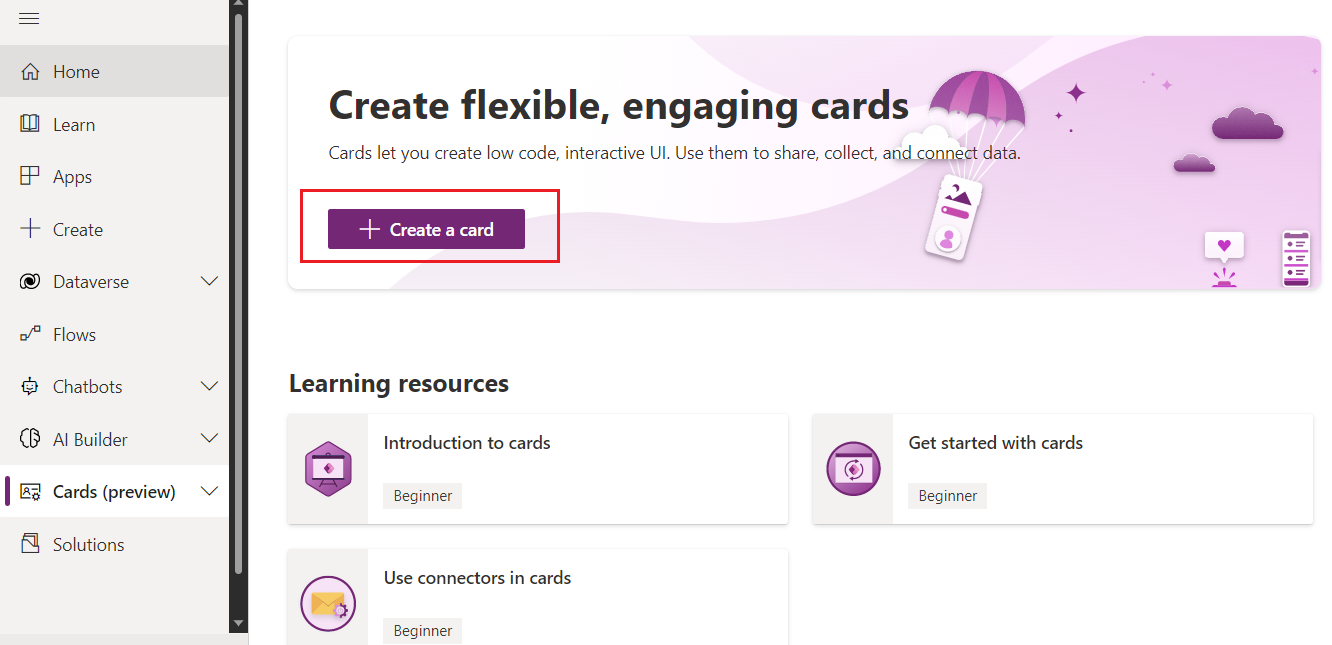 Home
Learn
Apps
Create
Dataverse
Flows
Chatbots
AI Builder
Cards (preview)
Solutions
Create flexible, engaging cards
Cards let you create low code, interactive UI. Use them to share, collect, and connect data.
Create a card
Learning resources
Introduction to cards
Beginner
Get started with cards
Beginner
Use connectors in cards
Beginner